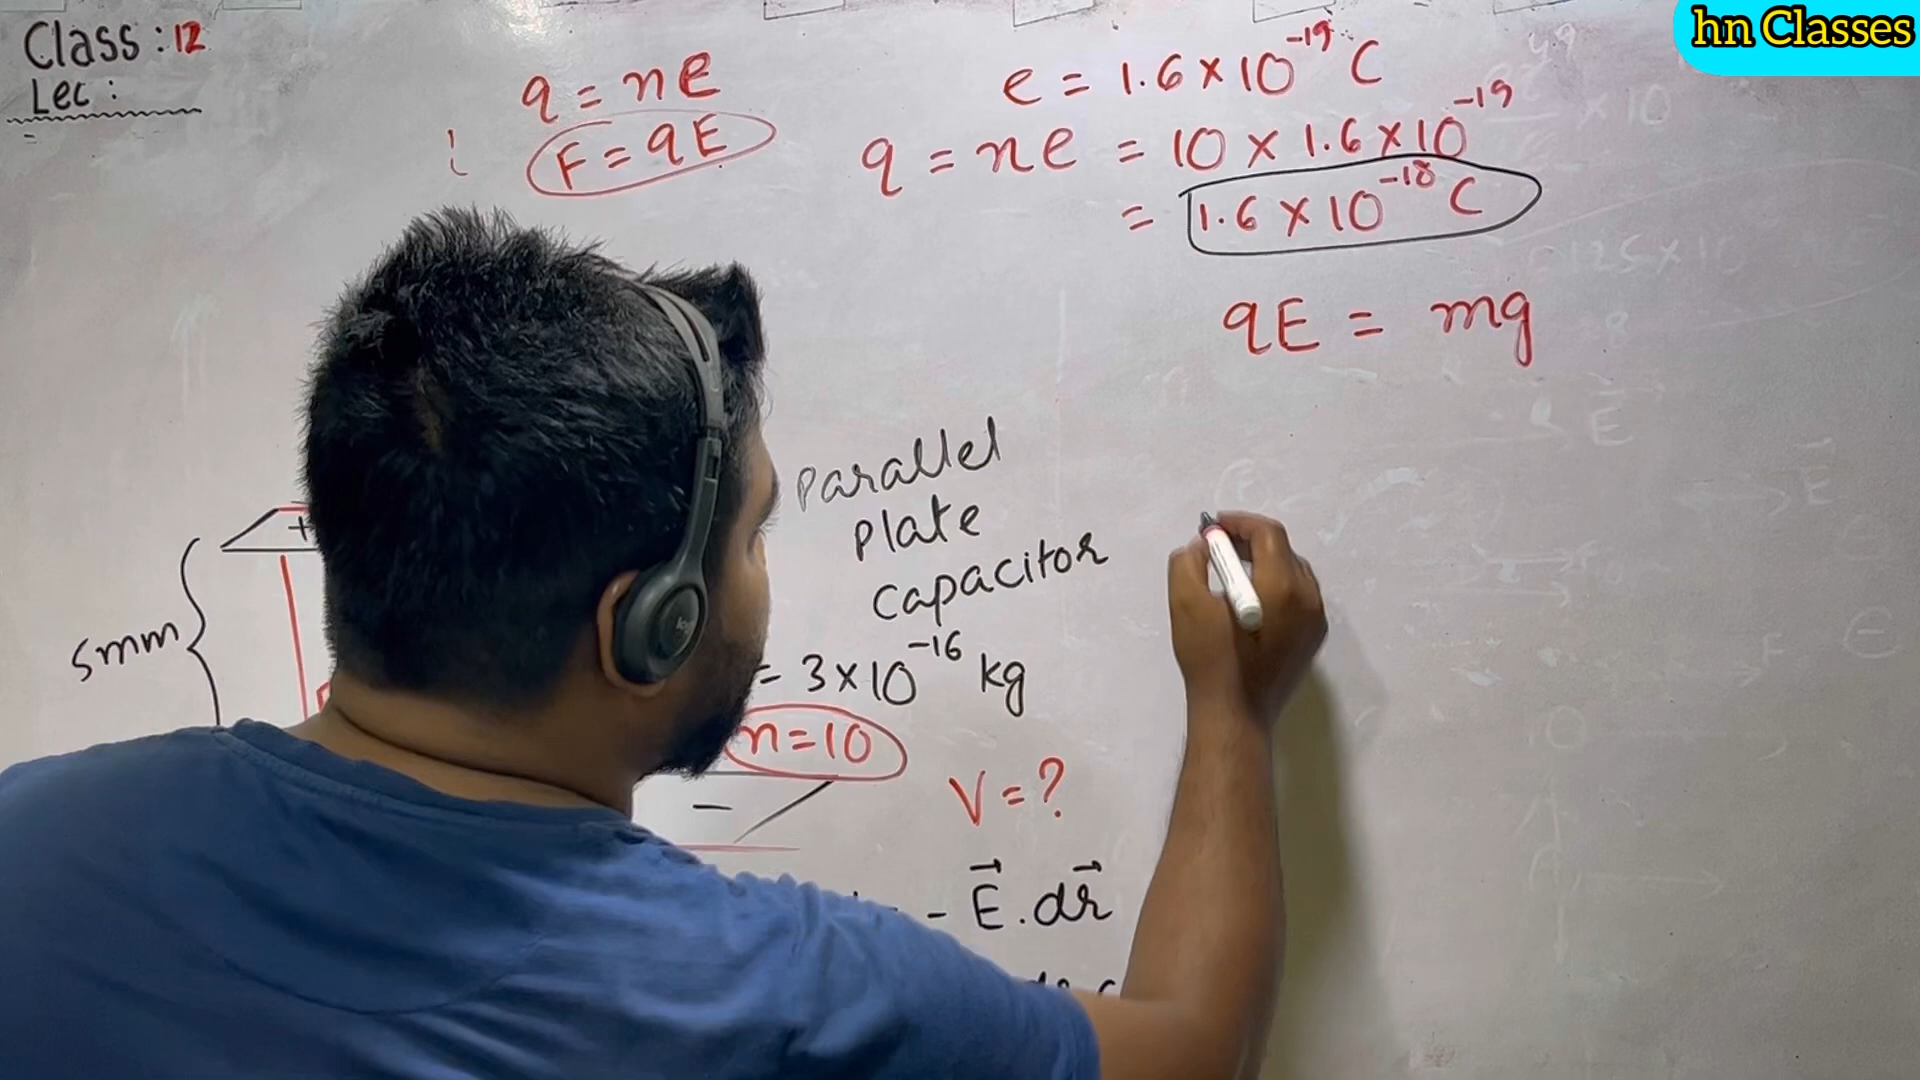 hn Classes
Class : 12
Lec :
q = ne
F = qE
e = 1.6 × 10⁻¹⁹ C
q = ne = 10 × 1.6 × 10⁻¹⁹
= 1.6 × 10⁻¹⁸ C
qE = mg
Parallel
Plate
Capacitor
+
5mm
= 3×10⁻¹⁶ kg
n=10
−
V = ?
- E⃗ . dr⃗